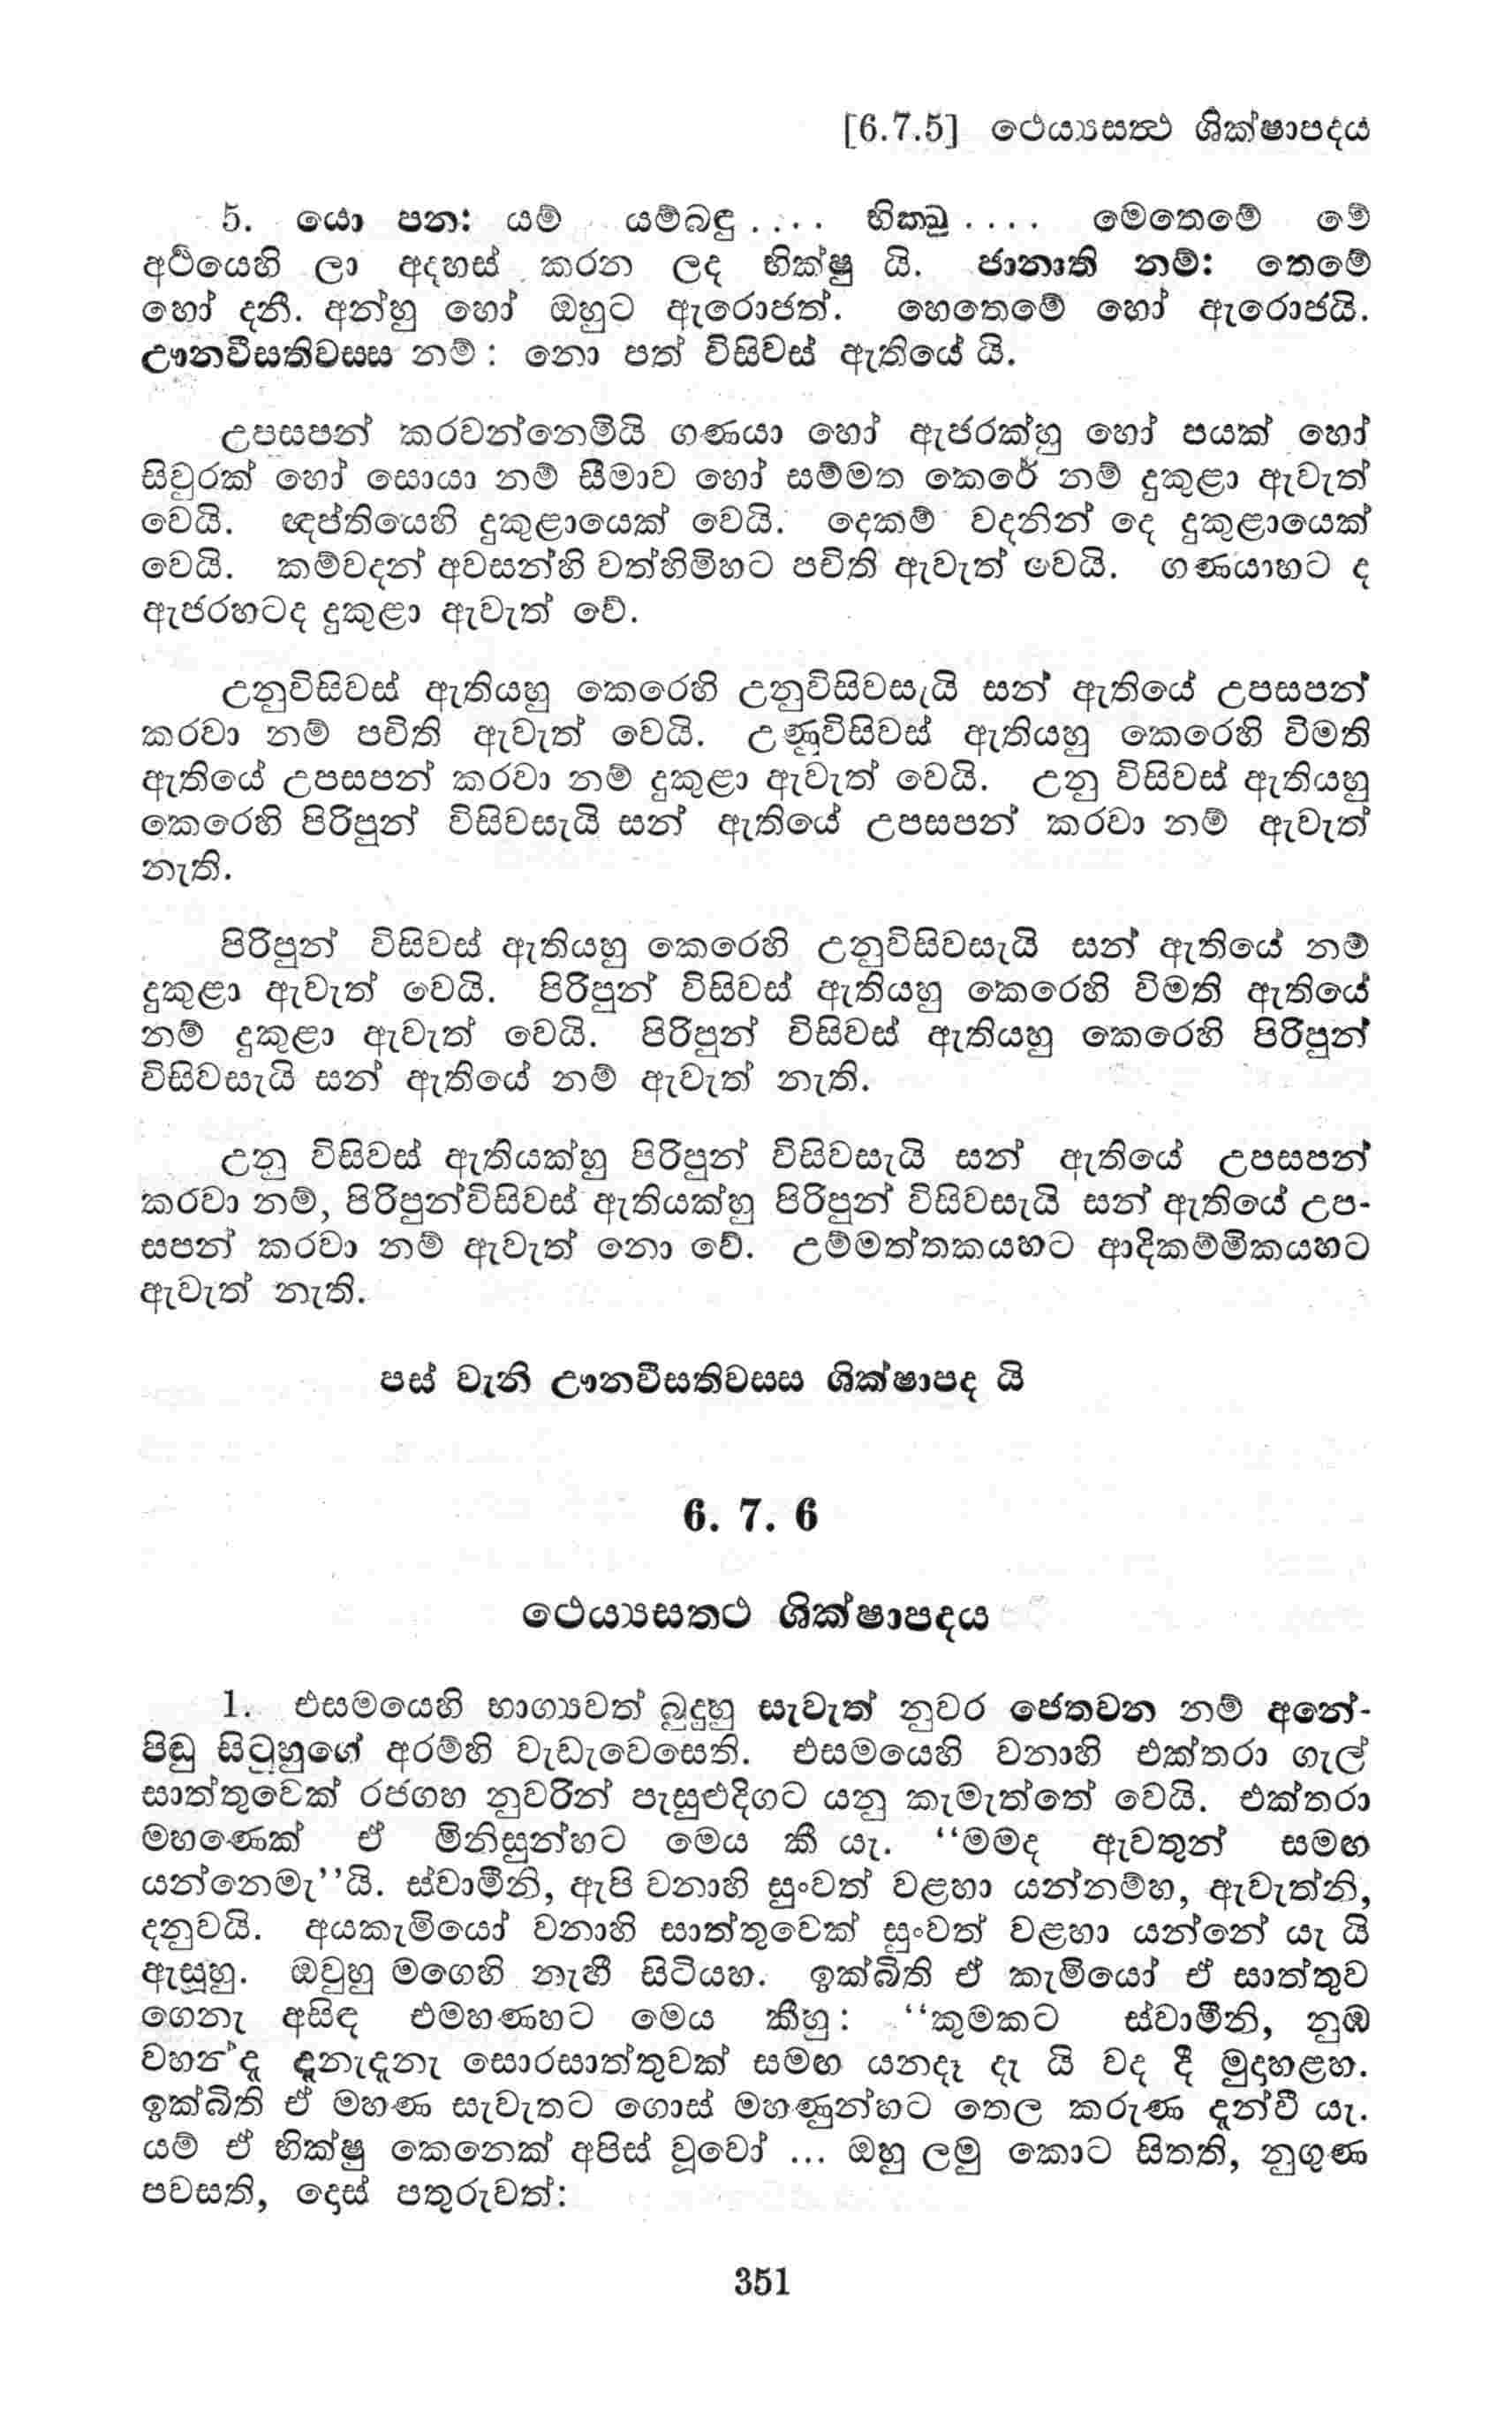 [6.7.5] ථෙය්‍යසත්‍ථ ශික්ෂාපදය
5. යො පන: යම් යම්බඳු .... භික්‍ඛූ .... මෙතෙමේ මේ
අර්‍ථයෙහි ලා අදහස් කරන ලද භික්ෂු යි. ජානාති නම්: තෙමේ
හෝ දනී. අන්හු හෝ ඔහුට ඇරොජත්. හෙතෙමේ හෝ ඇරොජයි.
ඌනවීසතිවසස නම් : නො පත් විසිවස් ඇතියේ යි.
උපසපන් කරවන්නෙමියි ගණයා හෝ ඇජරක්හු හෝ පයක් හෝ
සිවුරක් හෝ සොයා නම් සීමාව හෝ සම්මත කෙරේ නම් දුකුළා ඇවැත්
වෙයි. ඥප්තියෙහි දුකුළායෙක් වෙයි. දෙකම් වදනින් දෙ දුකුළායෙක්
වෙයි. කම්වදන් අවසන්හි වත්හිමිහට පචිති ඇවැත් වෙයි. ගණයාහට ද
ඇජරහටද දුකුළා ඇවැත් වේ.
උනුවිසිවස් ඇතියහු කෙරෙහි උනුවිසිවසැයි සන් ඇතියේ උපසපන්
කරවා නම් පචිති ඇවැත් වෙයි. උණුවිසිවස් ඇතියහු කෙරෙහි විමති
ඇතියේ උපසපන් කරවා නම් දුකුළා ඇවැත් වෙයි. උනු විසිවස් ඇතියහු
කෙරෙහි පිරිපුන් විසිවසැයි සන් ඇතියේ උපසපන් කරවා නම් ඇවැත්
නැති.
පිරිපුන් විසිවස් ඇතියහු කෙරෙහි උනුවිසිවසැයි සන් ඇතියේ නම්
දුකුළා ඇවැත් වෙයි. පිරිපුන් විසිවස් ඇතියහු කෙරෙහි විමති ඇතියේ
නම් දුකුළා ඇවැත් වෙයි. පිරිපුන් විසිවස් ඇතියහු කෙරෙහි පිරිපුන්
විසිවසැයි සන් ඇතියේ නම් ඇවැත් නැති.
උනු විසිවස් ඇතියක්හු පිරිපුන් විසිවසැයි සන් ඇතියේ උපසපන්
කරවා නම්, පිරිපුන්විසිවස් ඇතියක්හු පිරිපුන් විසිවසැයි සන් ඇතියේ උප-
සපන් කරවා නම් ඇවැත් නො වේ. උම්මත්තකයහට ආදිකම්මිකයහට
ඇවැත් නැති.
පස් වැනි ඌනවීසතිවසස ශික්ෂාපද යි
6. 7. 6
ථෙය්‍යසතථ ශික්ෂාපදය
1. එසමයෙහි භාග්‍යවත් බුදුහු සැවැත් නුවර ජෙතවන නම් අනේ-
පිඬු සිටුහුගේ අරම්හි වැඩැවෙසෙති. එසමයෙහි වනාහි එක්තරා ගැල්
සාත්තුවෙක් රජගහ නුවරින් පැසුළුදිගට යනු කැමැත්තේ වෙයි. එක්තරා
මහණෙක් ඒ මිනිසුන්හට මෙය කී යැ. “මමද ඇවතුන් සමඟ
යන්නෙමැ”යි. ස්වාමීනි, ඇපි වනාහි සුංවත් වළහා යන්නම්හ, ඇවැත්නි,
දනුවයි. අයකැමියෝ වනාහි සාත්තුවෙක් සුංවත් වළහා යන්නේ යැ යි
ඇසූහු. ඔවුහු මගෙහි නැඟී සිටියහ. ඉක්බිති ඒ කැමියෝ ඒ සාත්තුව
ගෙනැ අසිඳ එමහණහට මෙය කීහු : “කුමකට ස්වාමීනි, නුඹ
වහන්දෑ දැනැදැනැ සොරසාත්තුවක් සමඟ යනදෑ දැ යි වද දී මුදාහළහ.
ඉක්බිති ඒ මහණ සැවැතට ගොස් මහණුන්හට තෙල කරුණ දැන්වී යැ.
යම් ඒ භික්ෂු කෙනෙක් අපිස් වූවෝ ... ඔහු ලමු කොට සිතති, නුගුණ
පවසති, දොස් පතුරුවත්:
351